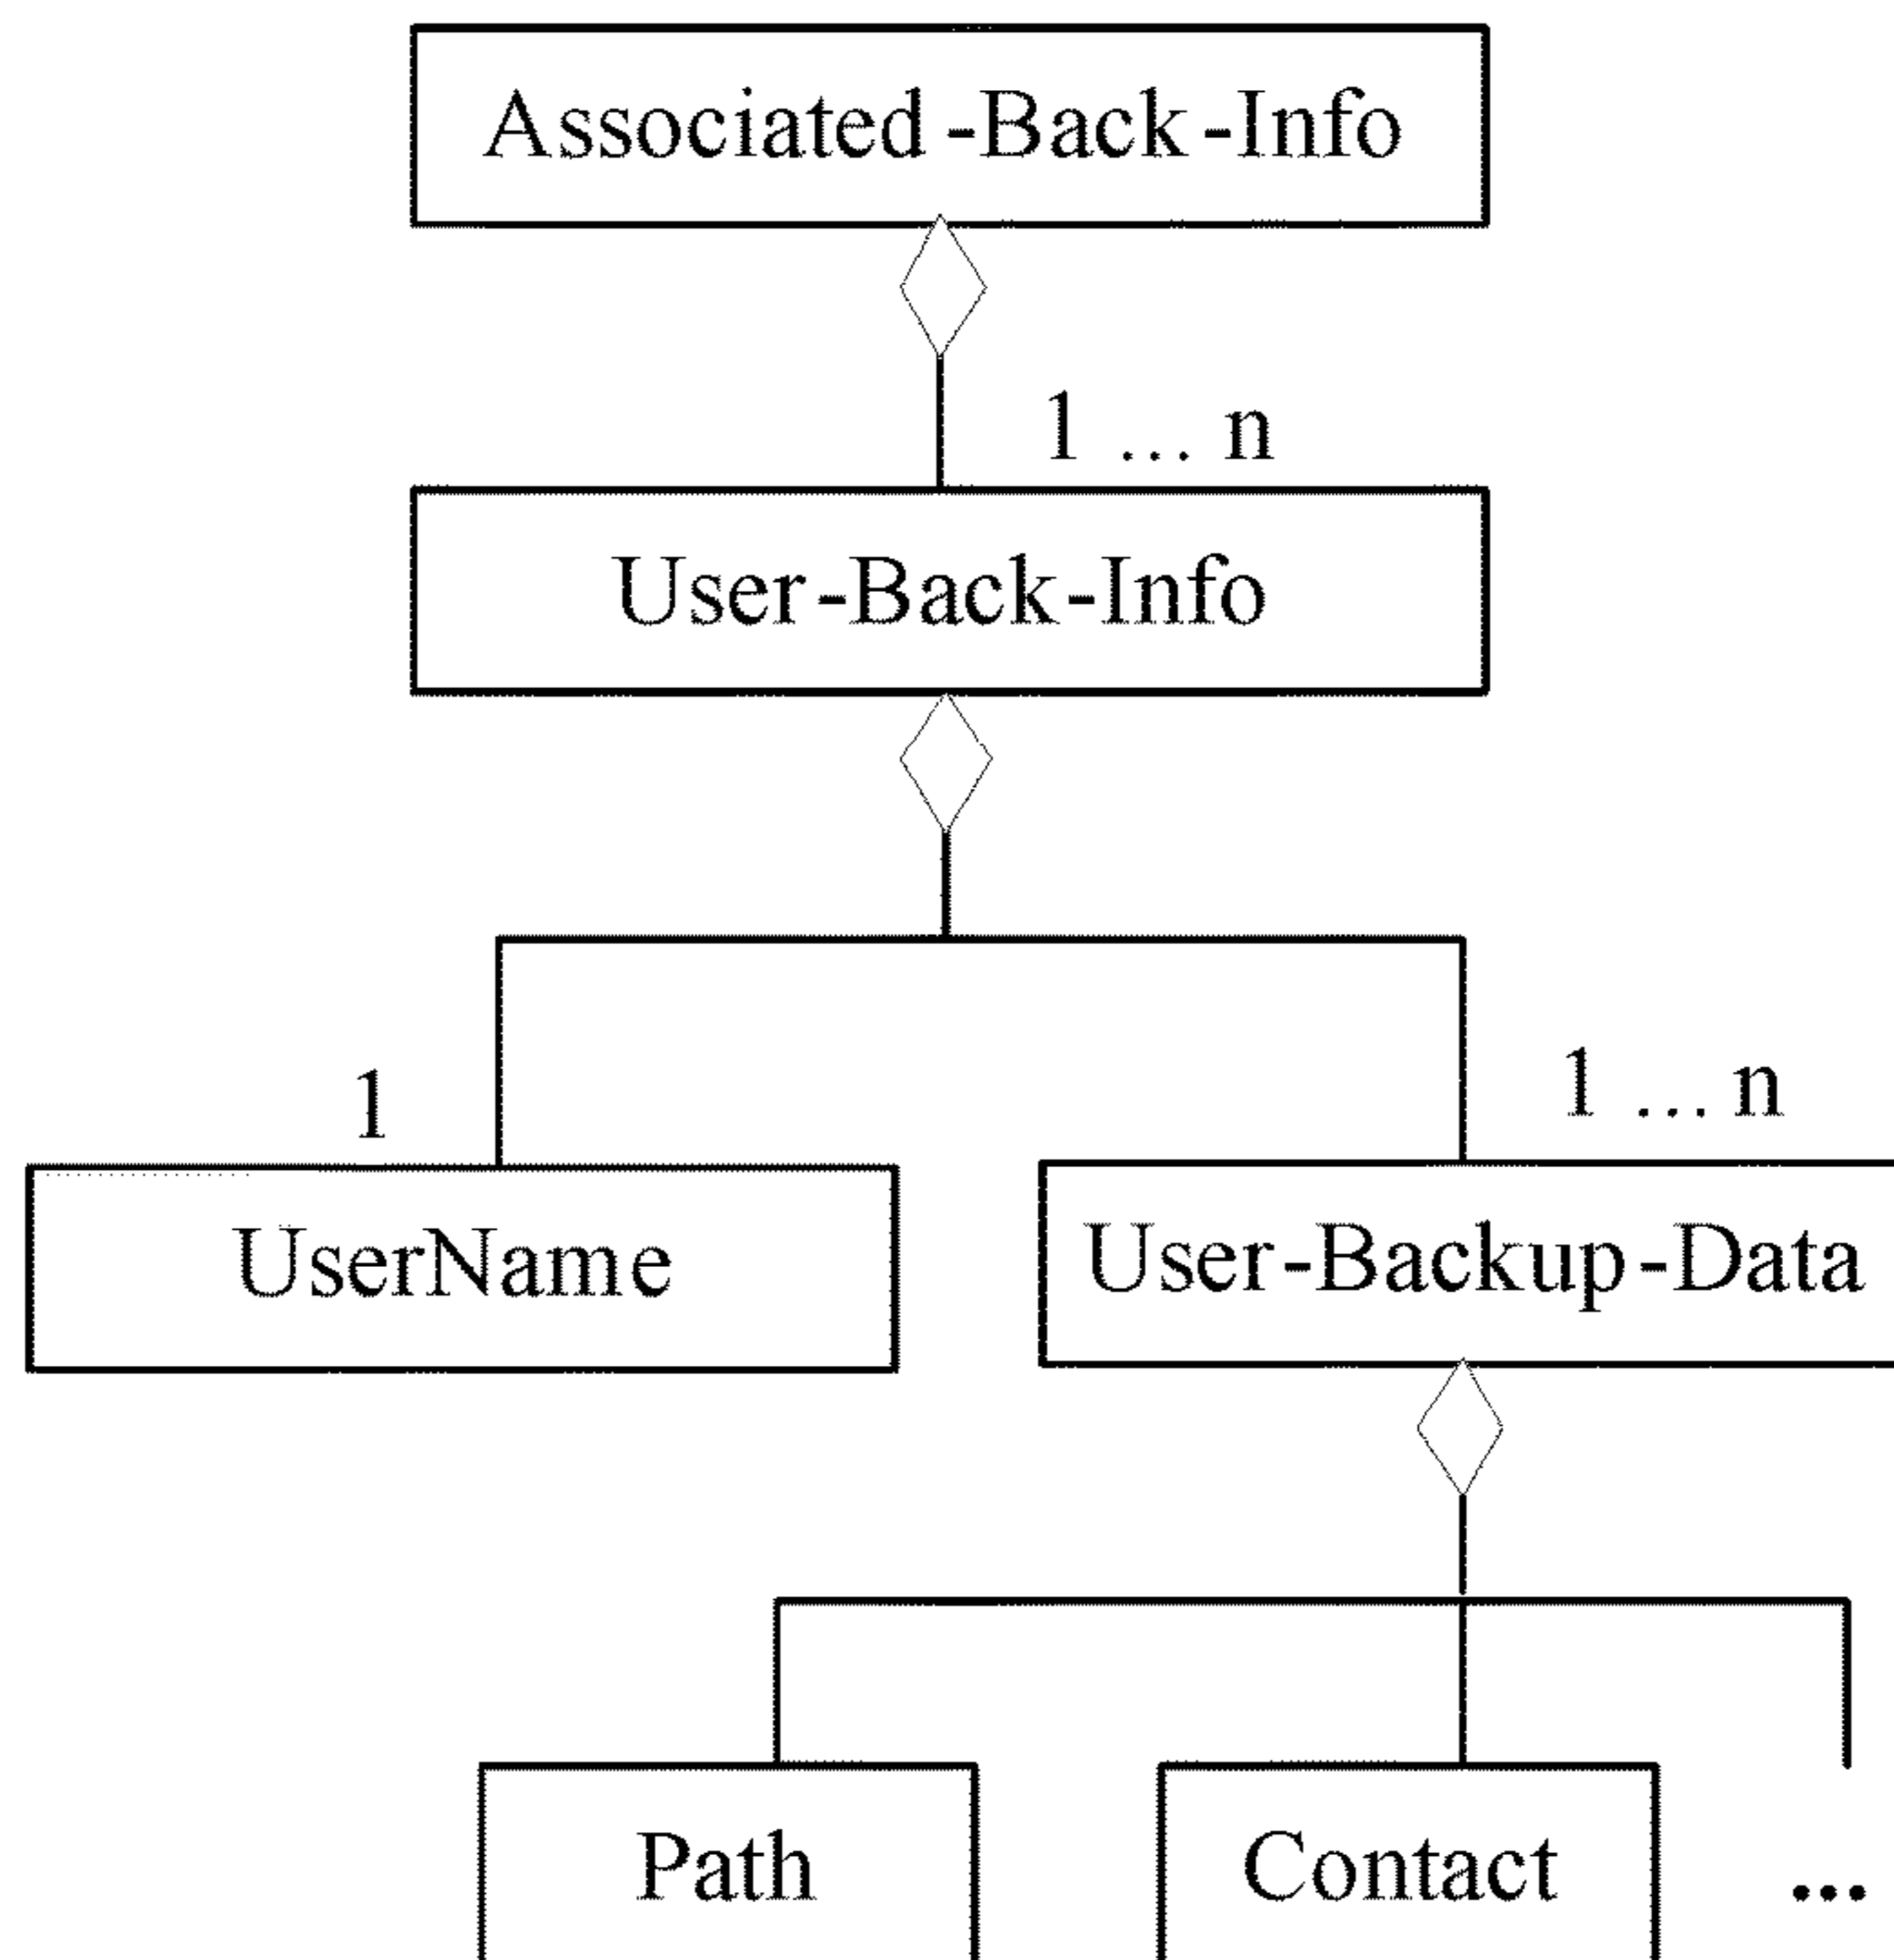 Associated-Back-Info
1 ... n
User-Back-Info
1
1 ... n
UserName
User-Backup-Data
Path
Contact
...